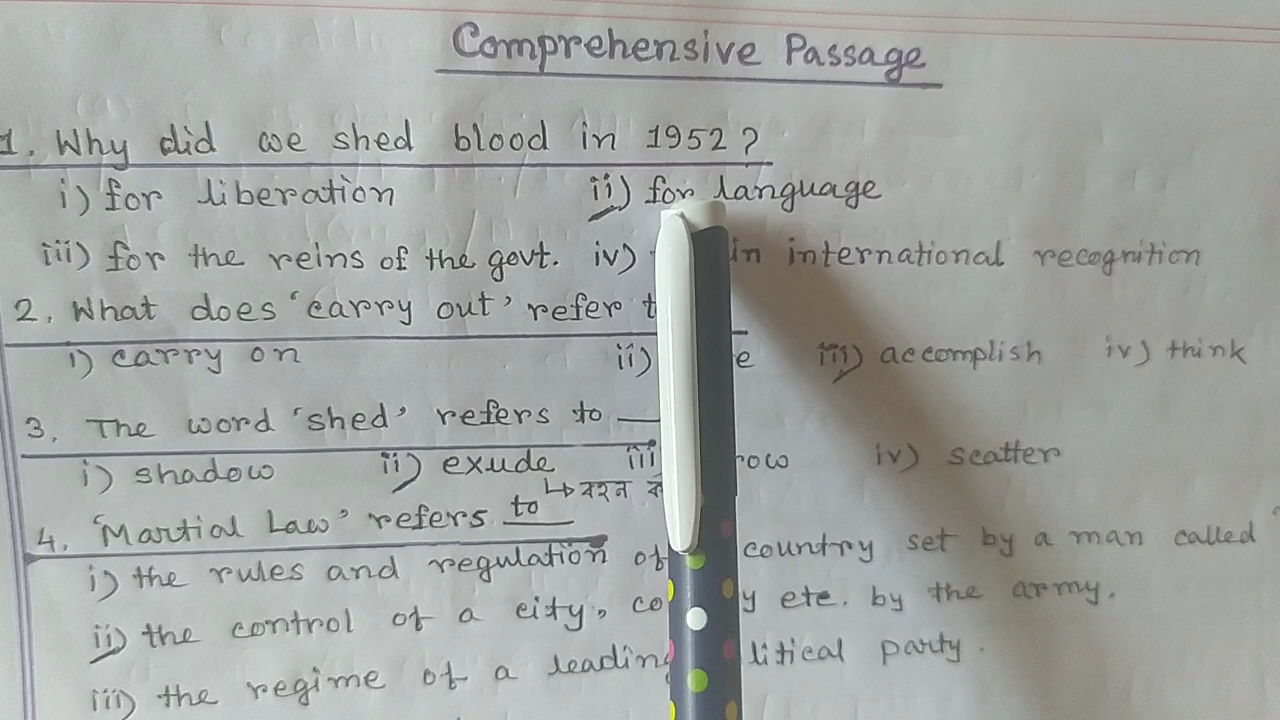 Comprehensive Passage
1. Why did we shed blood in 1952?
i) for liberation ii) for language
iii) for the reins of the govt. iv) in international recognition
2. What does 'carry out' refer
i) carry on ii) iii) accomplish iv) think
3. The word 'shed' refers to __
i) shadow ii) exude iii) iv) scatter
↳ বহন
4. 'Martial Law' refers to
i) the rules and regulation of country set by a man called
ii) the control of a city, etc. by the army.
iii) the regime of a leading party.